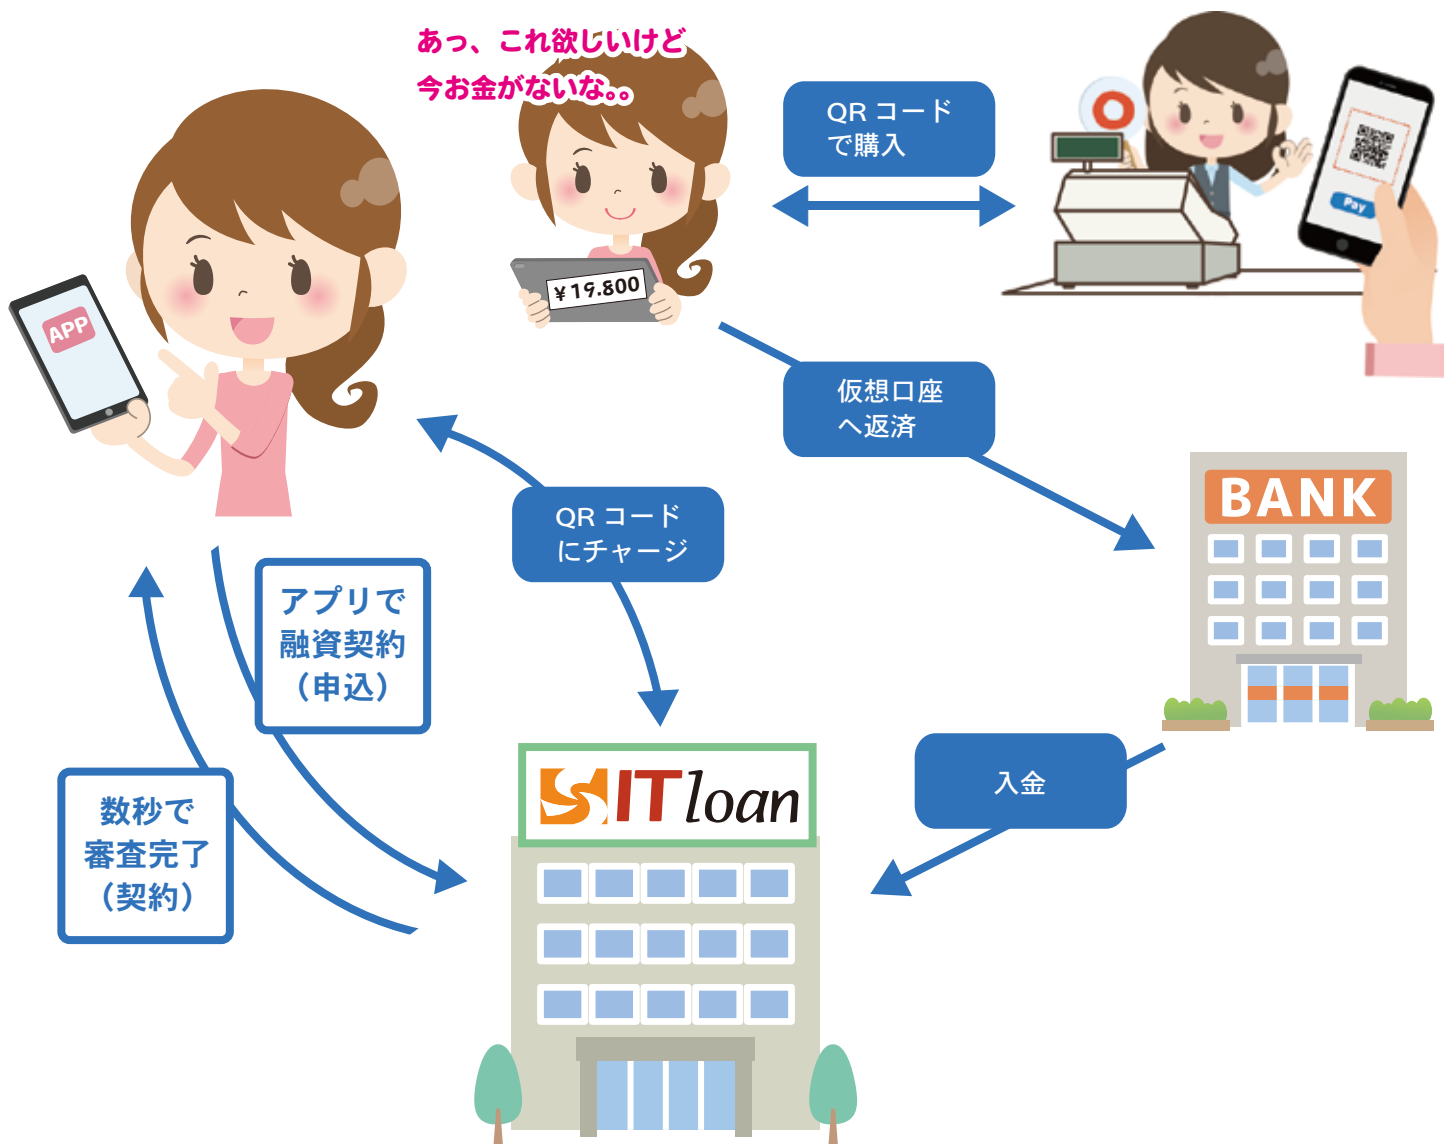 あっ、これ欲しいけど
今お金がないな。。
QR コード
で購入
Pay
¥19.800
APP
仮想口座
へ返済
BANK
QR コード
にチャージ
アプリで
融資契約
（申込）
数秒で
審査完了
（契約）
入金
IT loan